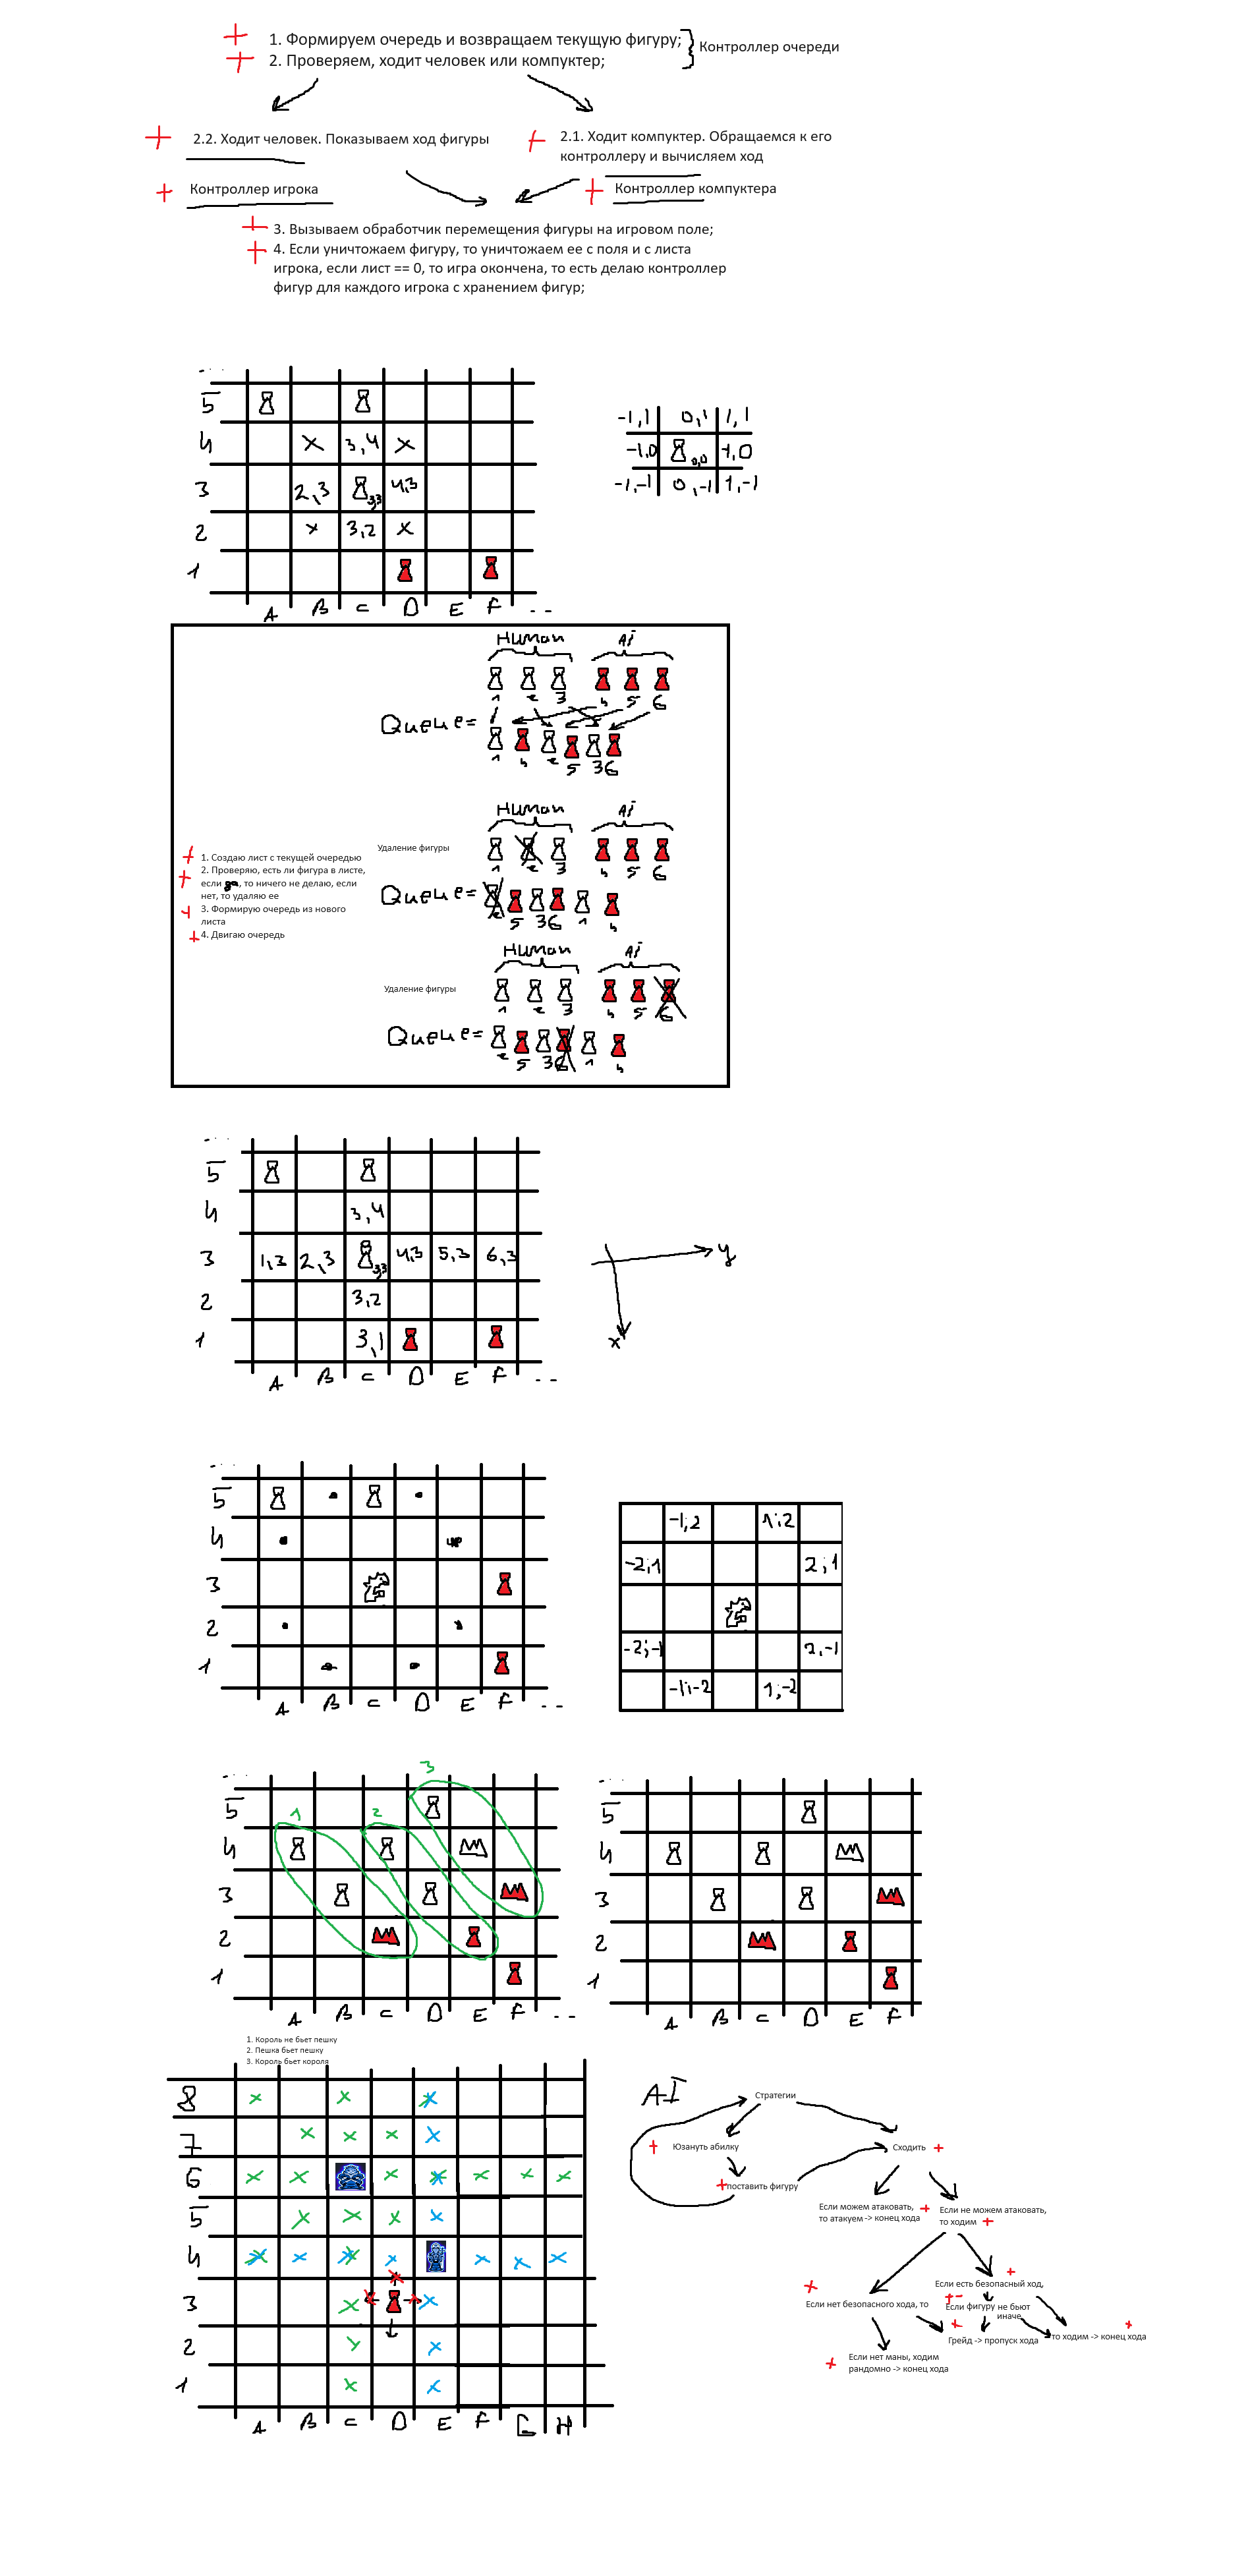 1. Формируем очередь и возвращаем текущую фигуру;
Контроллер очереди
2. Проверяем, ходит человек или компуктер;
2.2. Ходит человек. Показываем ход фигуры
2.1. Ходит компуктер. Обращаемся к его
контроллеру и вычисляем ход
Контроллер игрока
Контроллер компуктера
3. Вызываем обработчик перемещения фигуры на игровом поле;
4. Если уничтожаем фигуру, то уничтожаем ее с поля и с листа
игрока, если лист == 0, то игра окончена, то есть делаю контроллер
фигур для каждого игрока с хранением фигур;
5
4 x 3,4 x
3 2,3 3,3 4,3
2 x 3,2 x
1
A B C D E F
-1,1 0,1 1,1
-1,0 0,0 1,0
-1,-1 0,-1 1,-1
Human Ai
1 2 3 4 5 6
Queue=
1 4 2 5 3 6
Human Ai
Удаление фигуры
1 2 3 4 5 6
Queue=
2 5 3 6 1 4
1. Создаю лист с текущей очередью
2. Проверяю, есть ли фигура в листе,
если да, то ничего не делаю, если
нет, то удаляю ее
3. Формирую очередь из нового
листа
4. Двигаю очередь
Human Ai
Удаление фигуры
1 2 3 4 5 6
Queue=
2 5 3 6 1 4
5
4 3,4
3 1,3 2,3 3,3 4,3 5,3 6,3
2 3,2
1 3,1
A B C D E F
y
x
5
4
3
2
1
A B C D E F
-1;2 1;2
-2;1 2;1
-2;-1 2,-1
-1;-2 1;-2
1 2 3
5
4
3
2
1
A B C D E F
5
4
3
2
1
A B C D E F
1. Король не бьет пешку
2. Пешка бьет пешку
3. Король бьет короля
8
7
6
5
4
3
2
1
A B C D E F G H
AI
Стратегии
Юзануть абилку
Сходить
поставить фигуру
Если можем атаковать,
то атакуем -> конец хода
Если не можем атаковать,
то ходим
Если есть безопасный ход,
Если нет безопасного хода, то
Если фигуру не бьют
иначе
Грейд -> пропуск хода
то ходим -> конец хода
Если нет маны, ходим
рандомно -> конец хода